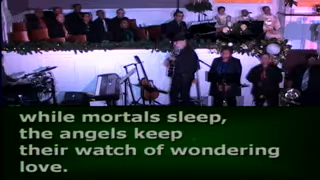 while mortals sleep,
the angels keep
their watch of wondering
love.